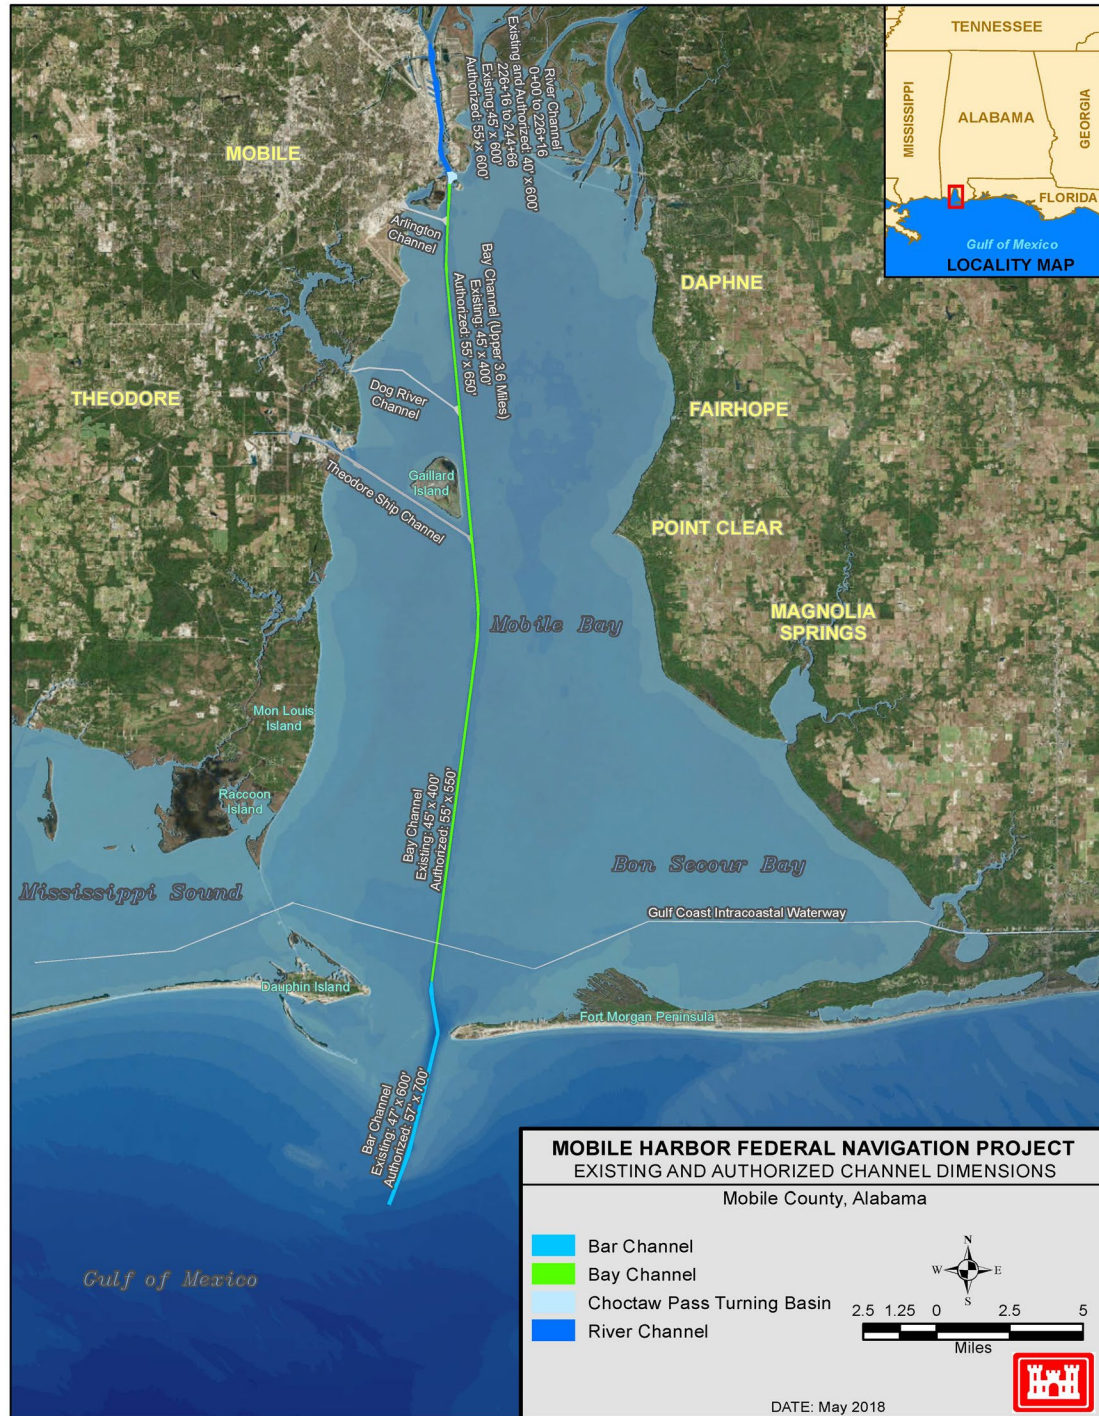 TENNESSEE
MISSISSIPPI
ALABAMA
GEORGIA
FLORIDA
Gulf of Mexico
LOCALITY MAP
River Channel
0+00 to 226+16
Existing and Authorized: 40' x 600'
226+16 to 244+66
Existing:45' x 600'
Authorized: 55' x 600'
MOBILE
Arlington
Channel
Bay Channel (Upper 3.6 Miles)
Existing: 45' x 400'
Authorized: 55' x 650'
DAPHNE
THEODORE
Dog River
Channel
FAIRHOPE
Gaillard
Island
Theodore Ship Channel
POINT CLEAR
Mobile Bay
MAGNOLIA
SPRINGS
Mon Louis
Island
Raccoon
Island
Bay Channel
Existing: 45' x 400'
Authorized: 55' x 550'
Mississippi Sound
Bon Secour Bay
Gulf Coast Intracoastal Waterway
Dauphin Island
Fort Morgan Peninsula
Bar Channel
Existing: 47' x 600'
Authorized: 57' x 700'
Gulf of Mexico
MOBILE HARBOR FEDERAL NAVIGATION PROJECT
EXISTING AND AUTHORIZED CHANNEL DIMENSIONS
Mobile County, Alabama
Bar Channel
Bay Channel
Choctaw Pass Turning Basin
River Channel
N
W E
S
2.5 1.25 0 2.5 5
Miles
DATE: May 2018